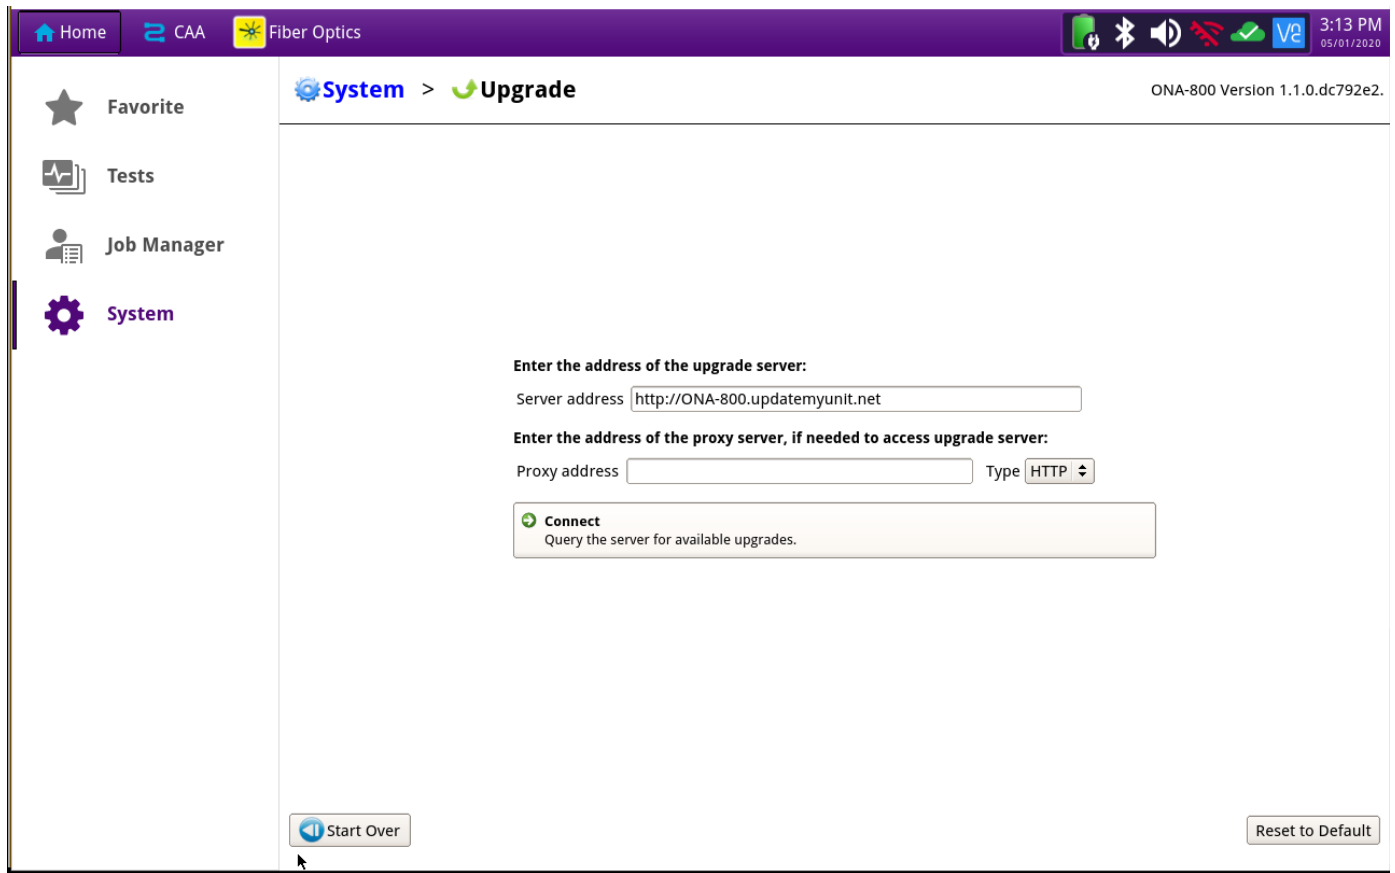 Home CAA Fiber Optics 3:13 PM
05/01/2020
Favorite
Tests
Job Manager
System
System > Upgrade ONA-800 Version 1.1.0.dc792e2.
Enter the address of the upgrade server:
Server address http://ONA-800.updatemyunit.net
Enter the address of the proxy server, if needed to access upgrade server:
Proxy address Type HTTP
Connect
Query the server for available upgrades.
Start Over Reset to Default